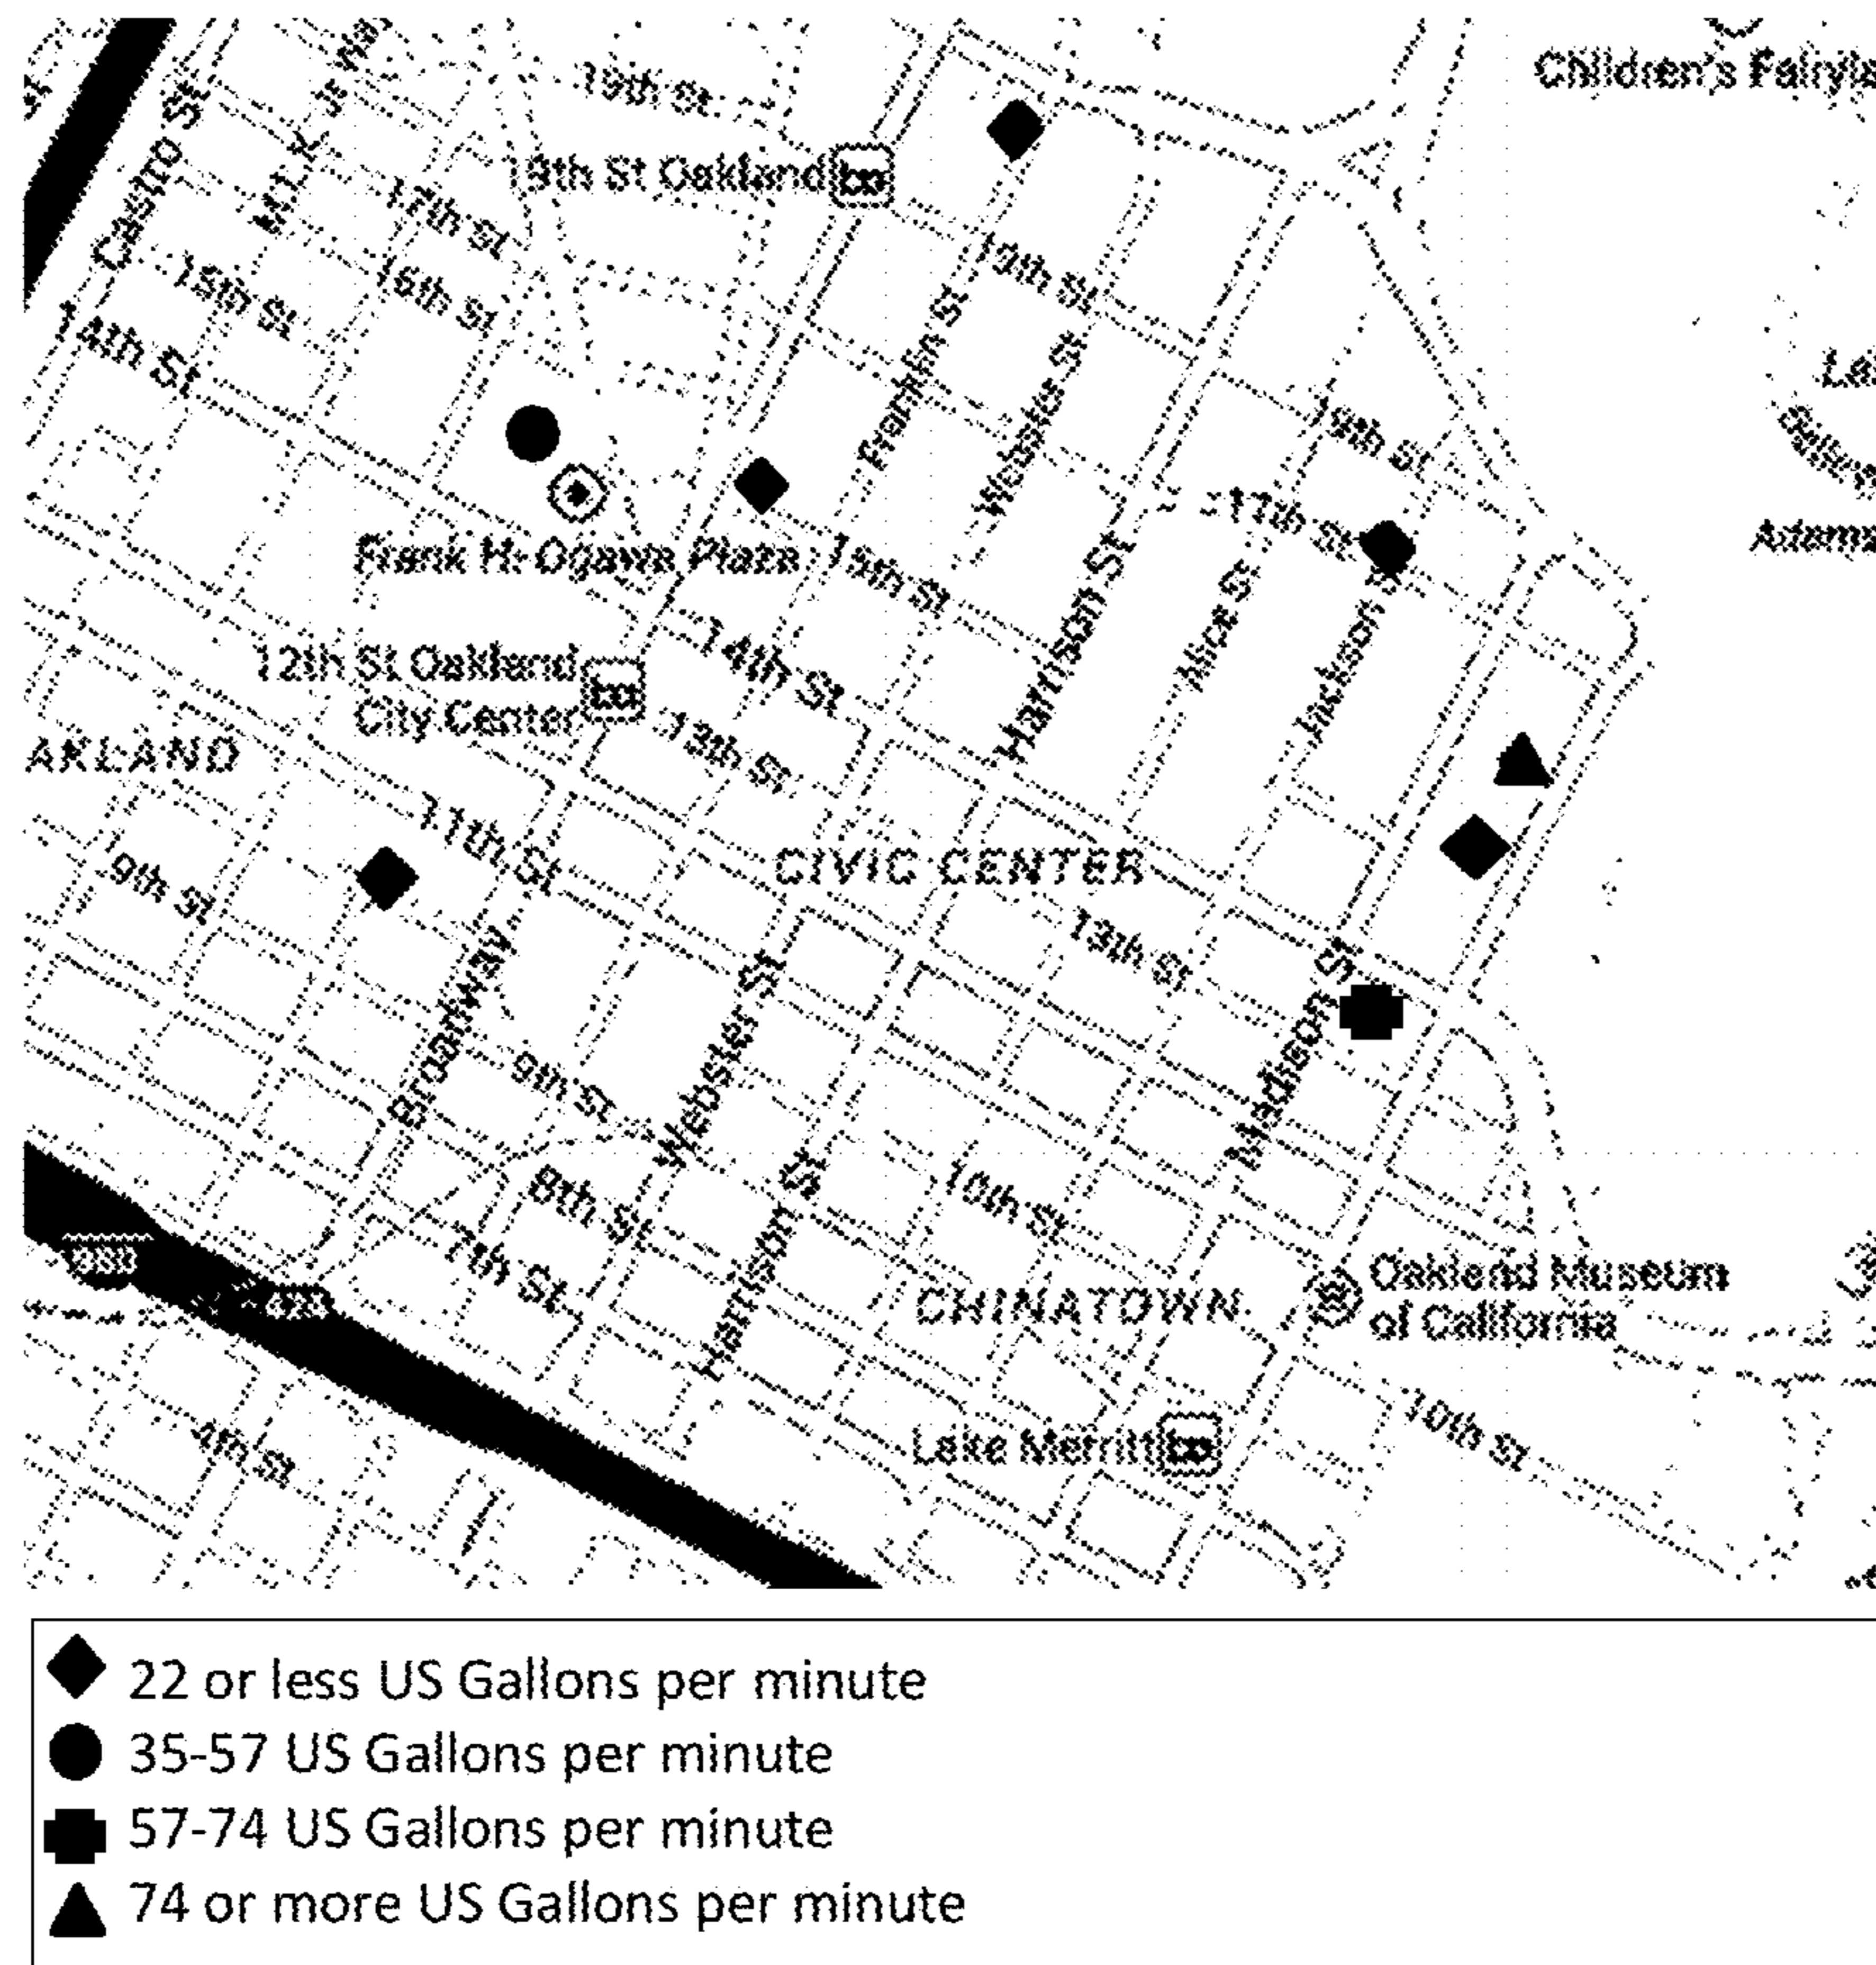 19th St
Children's
Castro St
19th St Oakland
17th St
19th St
15th St
16th St
14th St
Franklin St
Webster St
17th St
Frank H. Ogawa Plaza
15th St
Harrison St
Alice St
Jackson
12th St Oakland
City Center
14th St
13th St
AKLAND
11th St
CIVIC CENTER
9th St
13th St
Broadway
Webster St
Madison St
9th St
8th St
10th St
7th St
Harrison St
CHINATOWN
Oakland Museum
of California
Lake Merritt
10th St
4th St
22 or less US Gallons per minute
35-57 US Gallons per minute
57-74 US Gallons per minute
74 or more US Gallons per minute